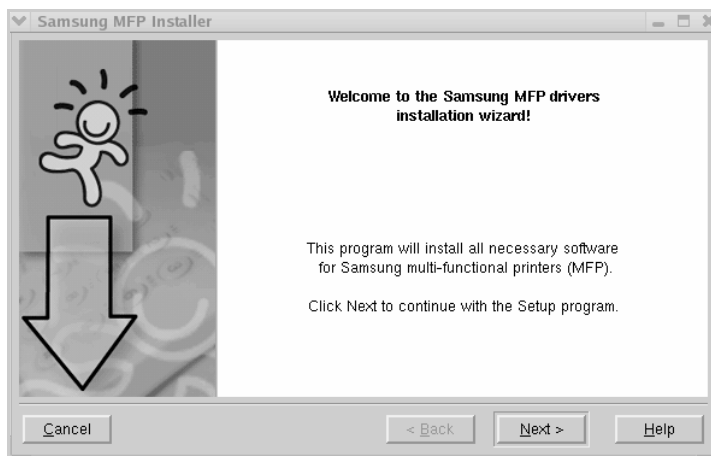 Samsung MFP Installer
Welcome to the Samsung MFP drivers
installation wizard!
This program will install all necessary software
for Samsung multi-functional printers (MFP).
Click Next to continue with the Setup program.
Cancel
< Back
Next >
Help